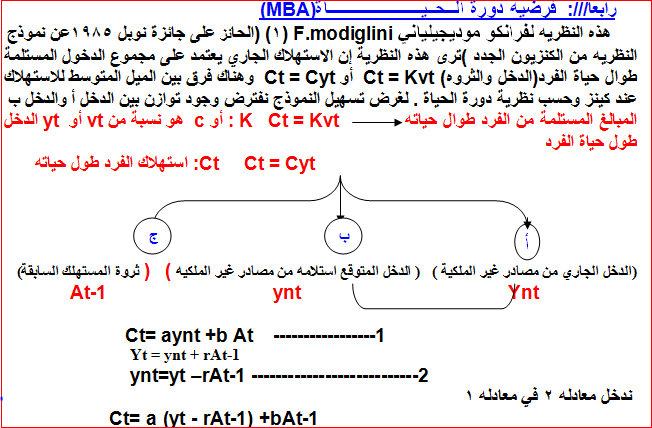 رابعا///: فرضية دورة الـحـيـــــــــــــاة(MBA)
هذه النظريه لفرانكو موديجيلياني F.modiglini (١) (الحائز على جائزة نوبل ١٩٨٥عن نموذج
النظريه من الكنزيون الجدد )ترى هذه النظرية إن الاستهلاك الجاري يعتمد على مجموع الدخول المستلمة
طوال حياة الفرد(الدخل والثروه) Ct = Kvt أو Ct = Cyt وهناك فرق بين الميل المتوسط للاستهلاك
عند كينز وحسب نظرية دورة الحياة . لغرض تسهيل النموذج نفترض وجود توازن بين الدخل أ والدخل ب
المبالغ المستلمة من الفرد طوال حياته Ct = Kvt K : أو c هو نسبة من vt أو yt الدخل
طول حياة الفرد
Ct = Cyt Ct: استهلاك الفرد طول حياته
أ ب ج
(الدخل الجاري من مصادر غير الملكية ) ( الدخل المتوقع استلامه من مصادر غير الملكيه ) ( ثروة المستهلك السابقة)
Ynt ynt At-1
Ct= aynt +b At -----------------1
Yt = ynt + rAt-1
ynt=yt –rAt-1 ----------------------------2
ندخل معادله ٢ في معادله ١
Ct= a (yt - rAt-1) +bAt-1